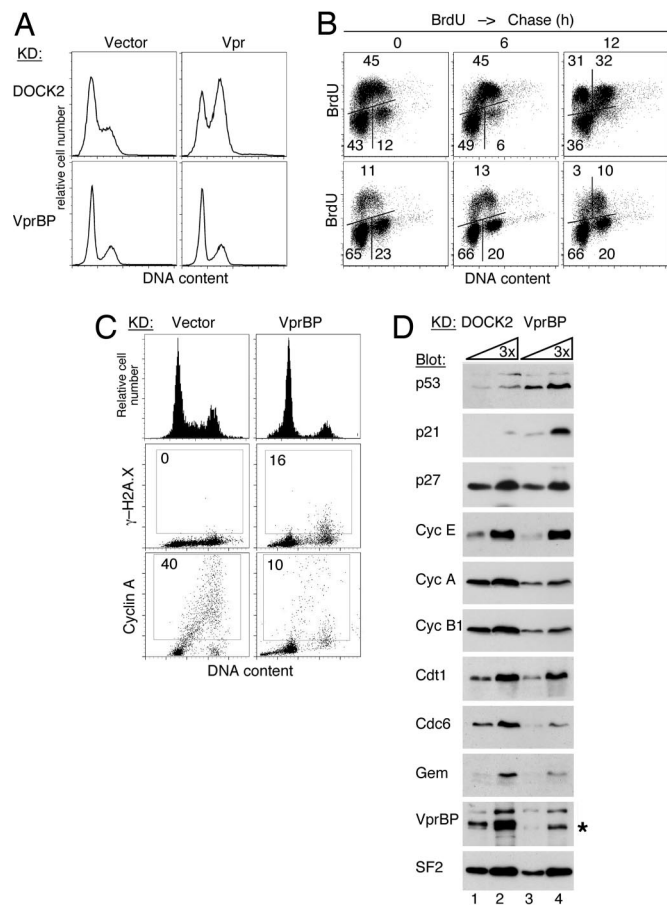 A
KD:
Vector
Vpr
DOCK2
VprBP
relative cell number
DNA content
B
BrdU -> Chase (h)
0 6 12
BrdU
45
43 12
45
49 6
31 32
36
BrdU
11
65 23
13
66 20
3 10
66 20
DNA content
C
KD: Vector VprBP
Relative cell number
γ-H2A.X
0
16
Cyclin A
40
10
DNA content
D
KD: DOCK2 VprBP
3x 3x
Blot:
p53
p21
p27
Cyc E
Cyc A
Cyc B1
Cdt1
Cdc6
Gem
VprBP
*
SF2
1 2 3 4